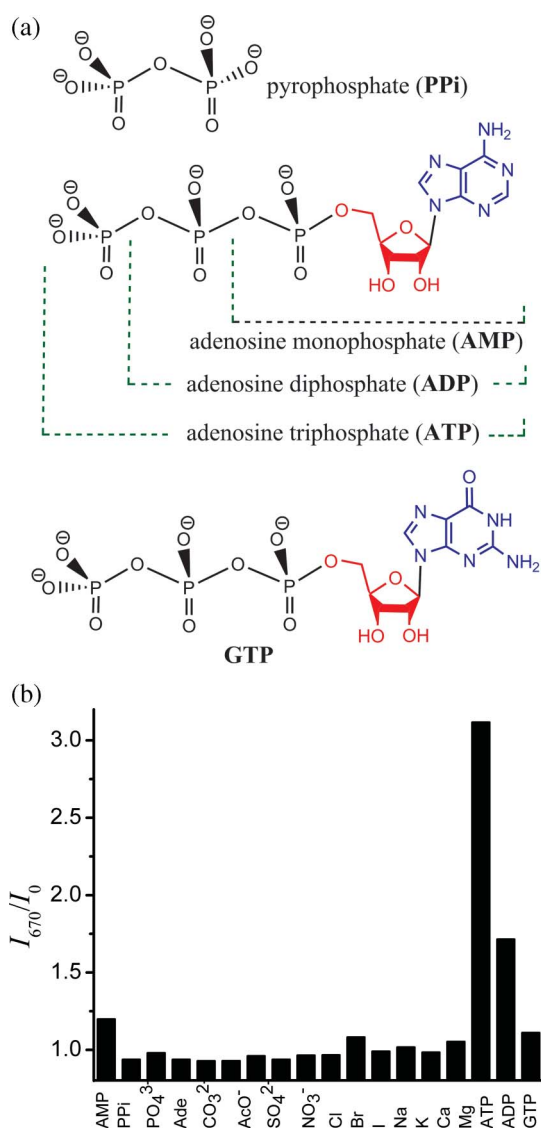 (a)
⊖O O⊖
⊖O P O P O⊖
O O
pyrophosphate (PPi)
NH₂
N N
N N
⊖O O⊖ O⊖
⊖O P O P O P O O
O O O
HO OH
adenosine monophosphate (AMP)
adenosine diphosphate (ADP)
adenosine triphosphate (ATP)
O
N NH
N N NH₂
⊖O O⊖ O⊖
⊖O P O P O P O O
O O O
HO OH
GTP
(b)
I₆₇₀/I₀
3.0
2.5
2.0
1.5
1.0
AMP
PPi
PO₄³⁻
Ade
CO₃²⁻
AcO⁻
SO₄²⁻
NO₃⁻
Cl
Br
I
Na
K
Ca
Mg
ATP
ADP
GTP